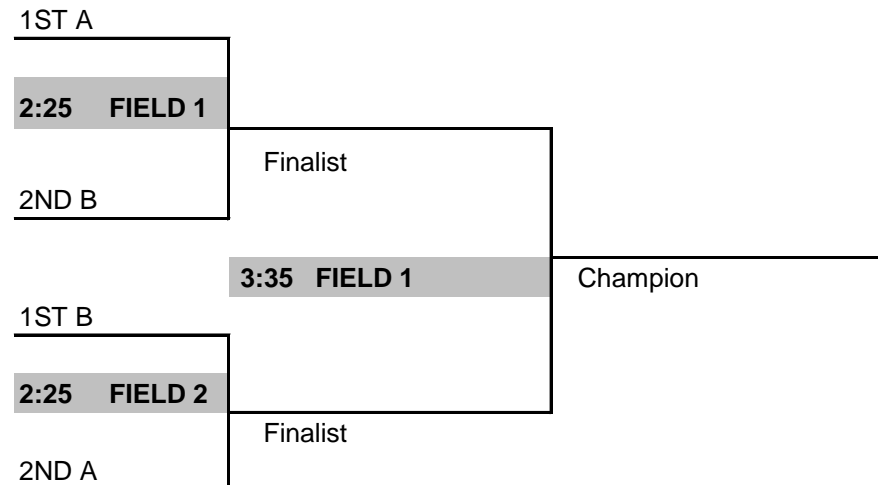 1ST A
2:25 FIELD 1
Finalist
2ND B
3:35 FIELD 1
Champion
1ST B
2:25 FIELD 2
Finalist
2ND A